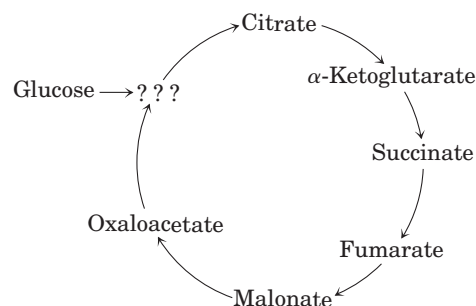 Citrate
α-Ketoglutarate
Glucose
? ? ?
Succinate
Oxaloacetate
Fumarate
Malonate